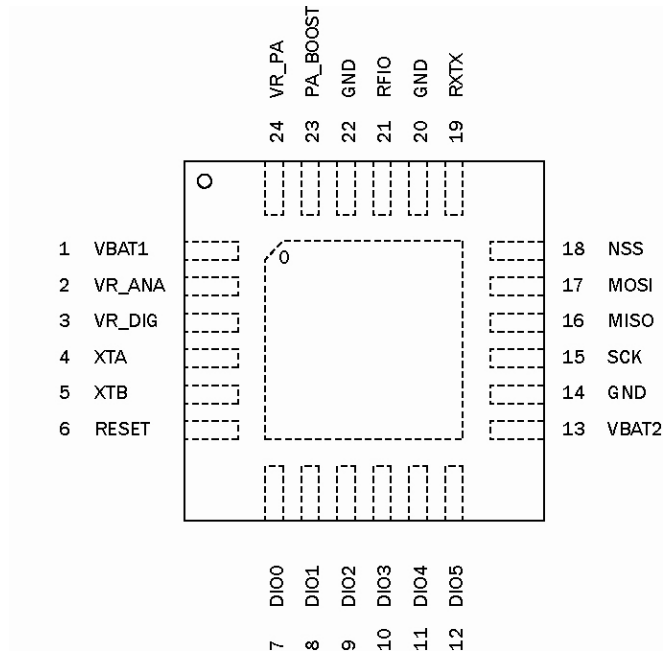 24 VR_PA
23 PA_BOOST
22 GND
21 RFIO
20 GND
19 RXTX
1 VBAT1
2 VR_ANA
3 VR_DIG
4 XTA
5 XTB
6 RESET
0
18 NSS
17 MOSI
16 MISO
15 SCK
14 GND
13 VBAT2
7 DIO0
8 DIO1
9 DIO2
10 DIO3
11 DIO4
12 DIO5